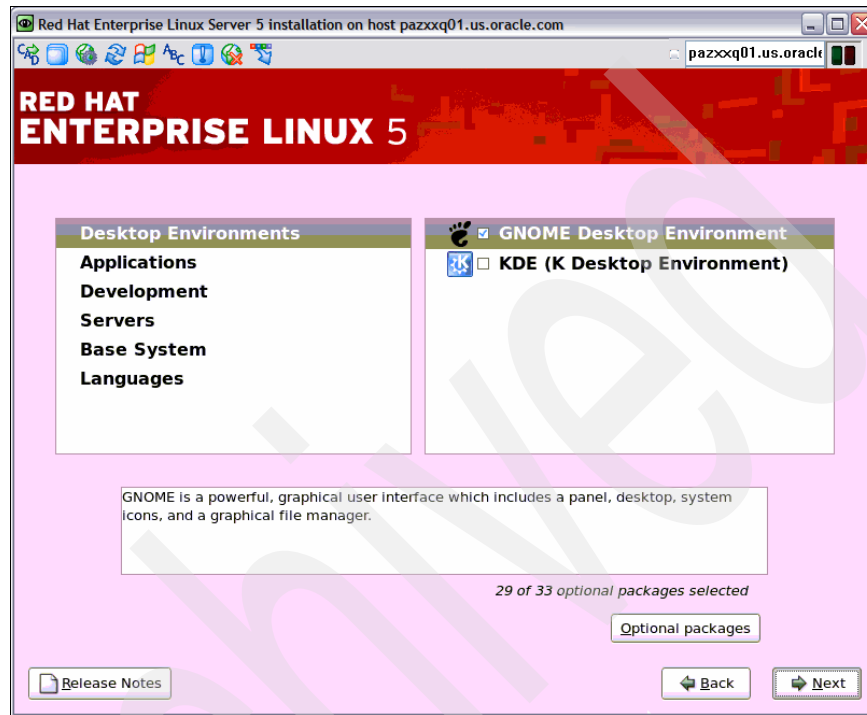 Red Hat Enterprise Linux Server 5 installation on host pazxxq01.us.oracle.com
pazxxq01.us.oracle
RED HAT
ENTERPRISE LINUX 5
Desktop Environments
Applications
Development
Servers
Base System
Languages
GNOME Desktop Environment
KDE (K Desktop Environment)
GNOME is a powerful, graphical user interface which includes a panel, desktop, system
icons, and a graphical file manager.
29 of 33 optional packages selected
Optional packages
Release Notes
Back
Next